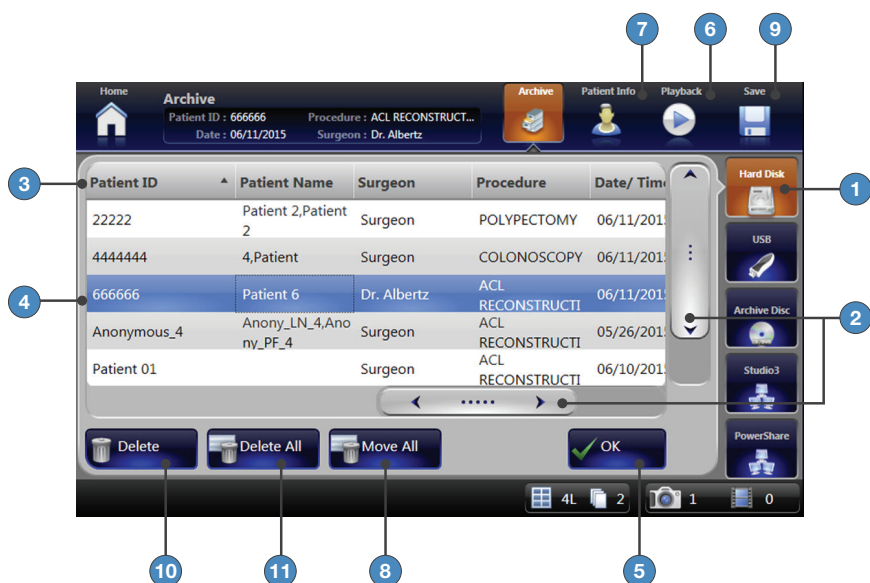 7 6 9
Home Archive Patient Info Playback Save
Archive
Patient ID : 666666 Procedure : ACL RECONSTRUCT...
Date : 06/11/2015 Surgeon : Dr. Albertz
3 Patient ID Patient Name Surgeon Procedure Date/ Time
Hard Disk 1
22222 Patient 2,Patient 2 Surgeon POLYPECTOMY 06/11/201
USB
4444444 4,Patient Surgeon COLONOSCOPY 06/11/201
4 666666 Patient 6 Dr. Albertz ACL RECONSTRUCTI 06/11/201
Archive Disc 2
Anonymous_4 Anony_LN_4,Anony_PF_4 Surgeon ACL RECONSTRUCTI 05/26/201
Patient 01 Surgeon ACL RECONSTRUCTI 06/10/201
Studio3
Delete Delete All Move All OK
PowerShare
4L 2 1 0
10 11 8 5